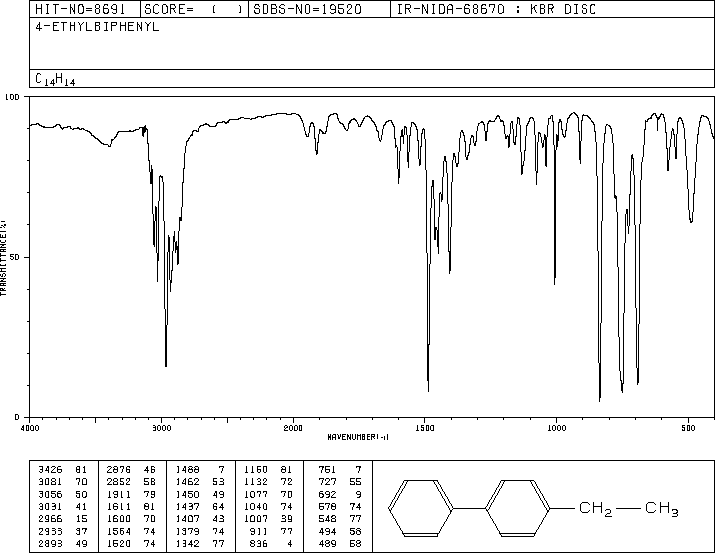 HIT-NO=8691 SCORE= ( ) SDBS-NO=19520 IR-NIDA-68670 : KBR DISC
4-ETHYLBIPHENYL
C14H14
100
50
0
TRANSMITTANCE(%)
4000 3000 2000 1500 1000 500
WAVENUMBER(-1)
3426 81 2876 46 1488 7 1160 81 751 7
3081 70 2852 58 1462 53 1132 72 727 55
3056 50 1911 79 1450 49 1077 70 692 9
3031 41 1611 81 1437 64 1040 74 578 74
2966 15 1600 70 1407 43 1007 39 548 77
2933 37 1564 74 1379 74 911 77 494 58
2893 49 1520 74 1342 77 836 4 489 58
CH2 CH3